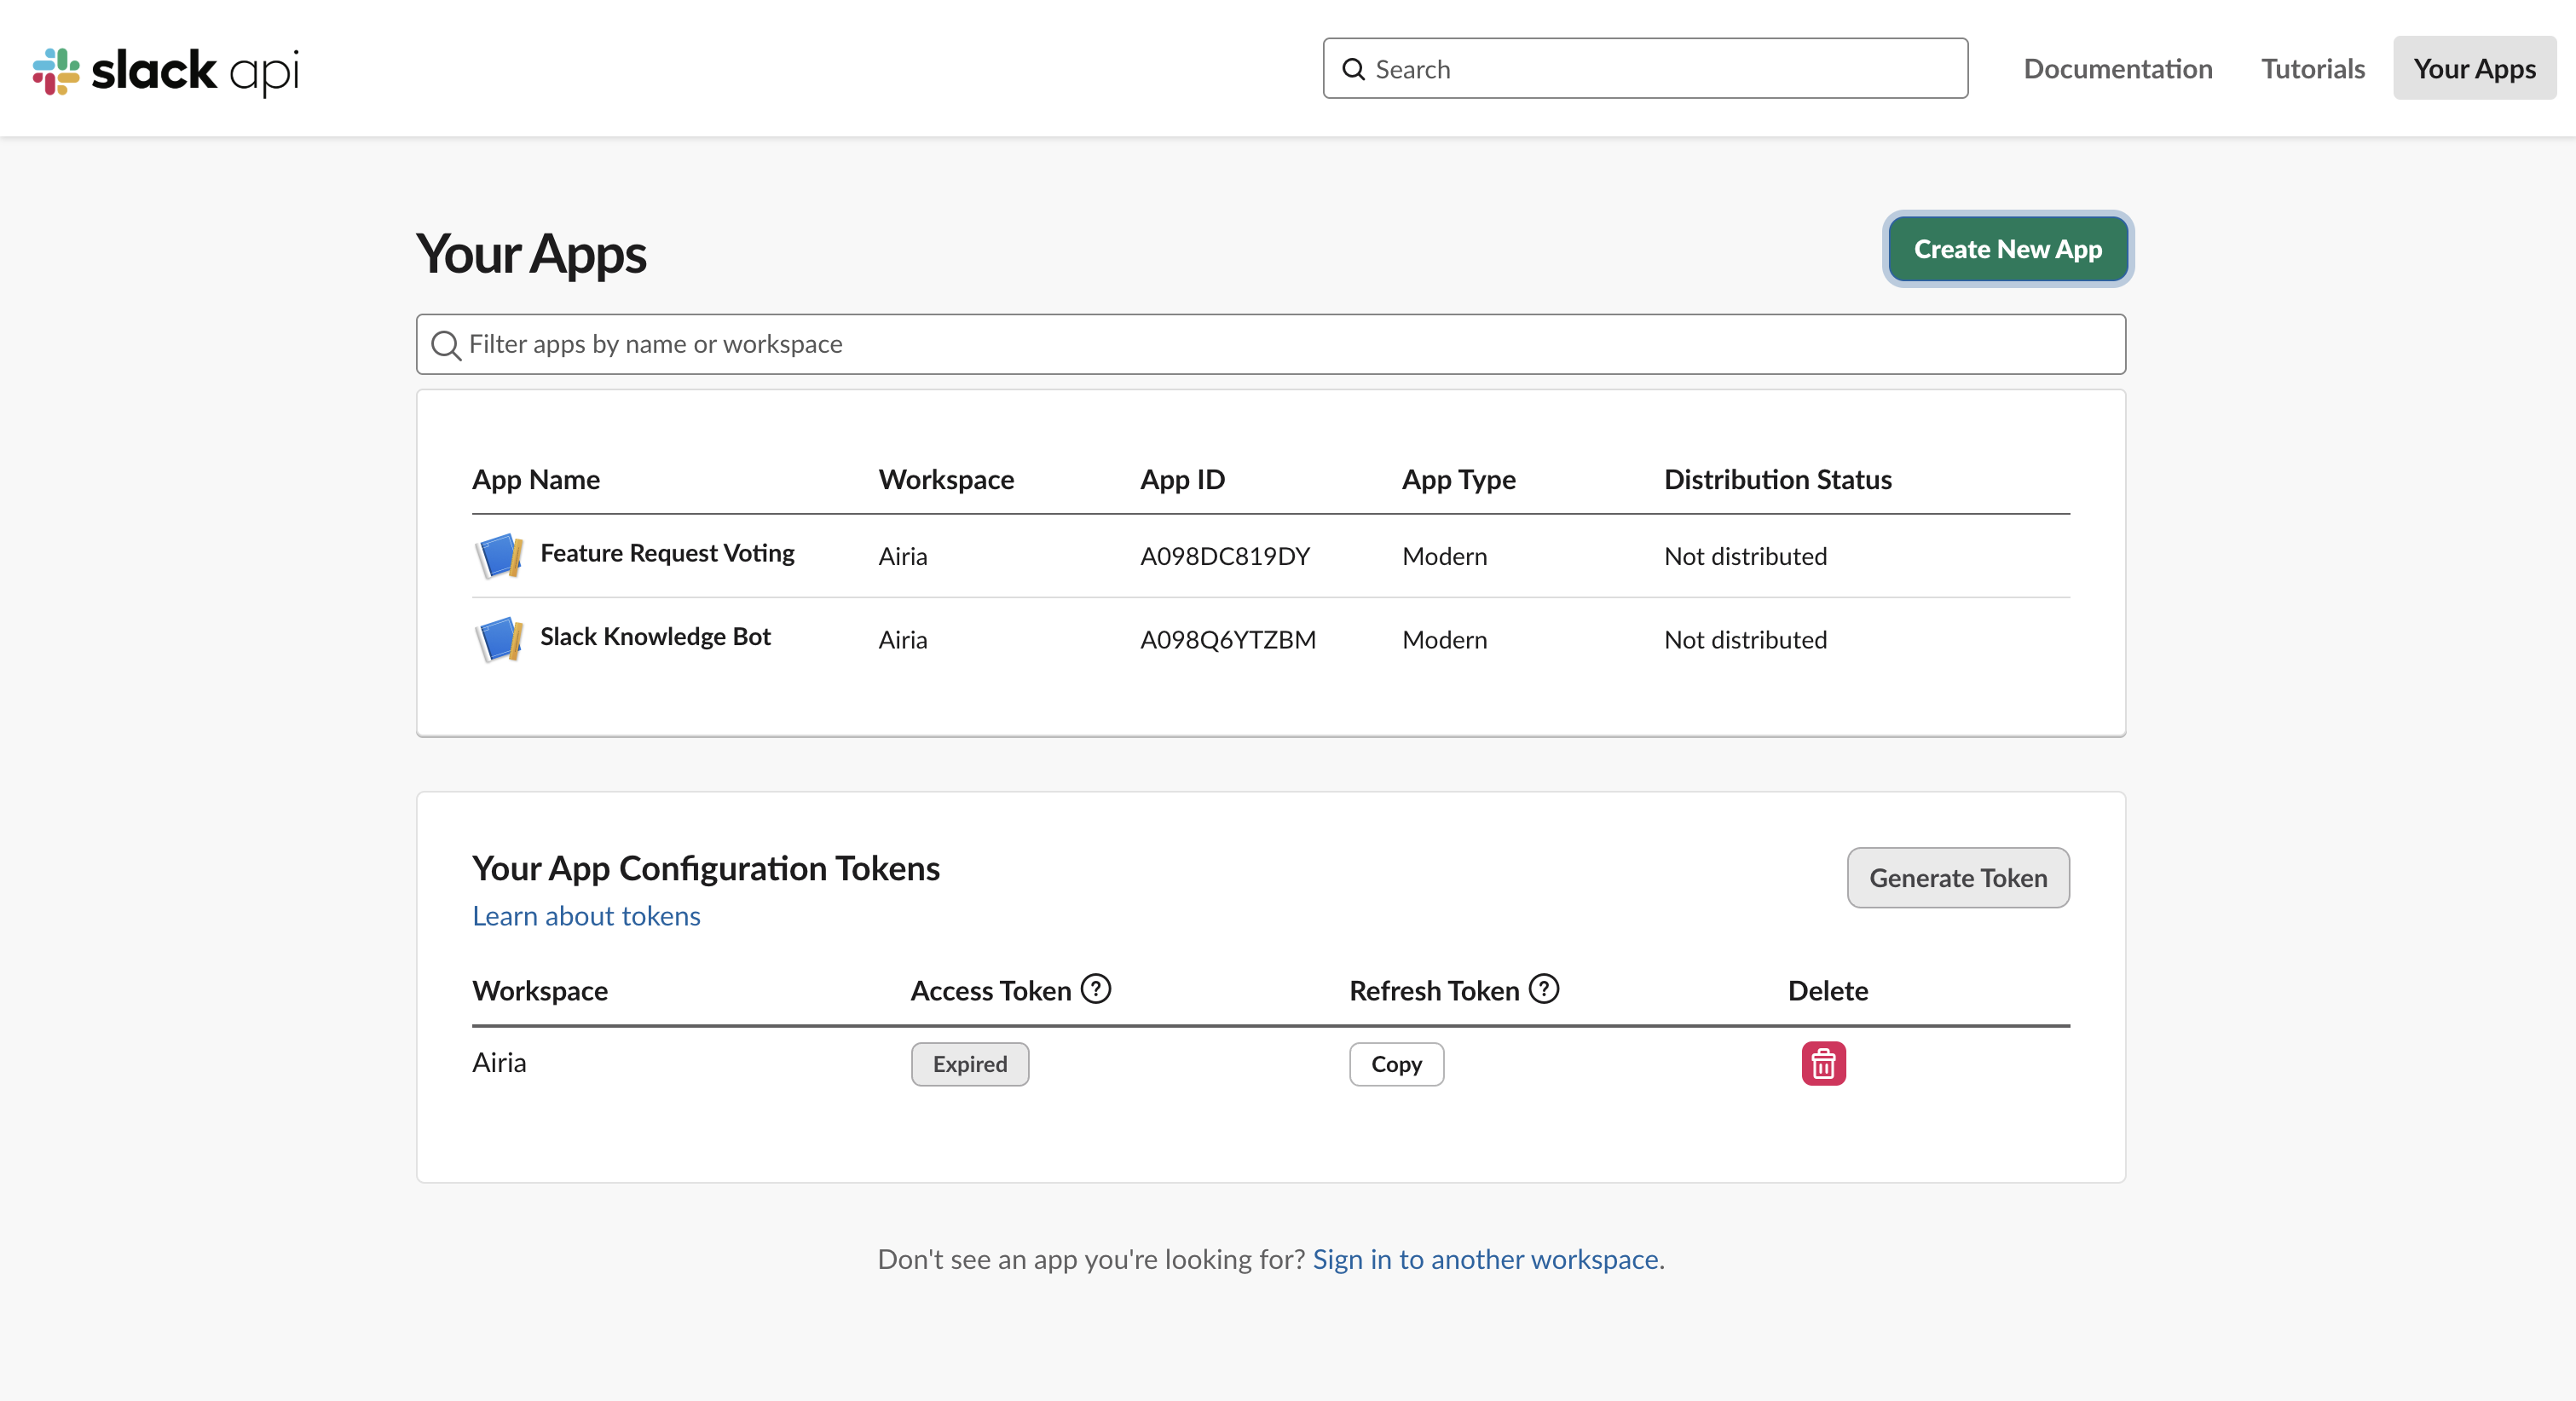 slack api
Search
Documentation
Tutorials
Your Apps
Your Apps
Create New App
Filter apps by name or workspace
App Name Workspace App ID App Type Distribution Status
Feature Request Voting Airia A098DC819DY Modern Not distributed
Slack Knowledge Bot Airia A098Q6YTZBM Modern Not distributed
Your App Configuration Tokens
Generate Token
Learn about tokens
Workspace Access Token ? Refresh Token ? Delete
Airia Expired Copy
Don't see an app you're looking for? Sign in to another workspace.